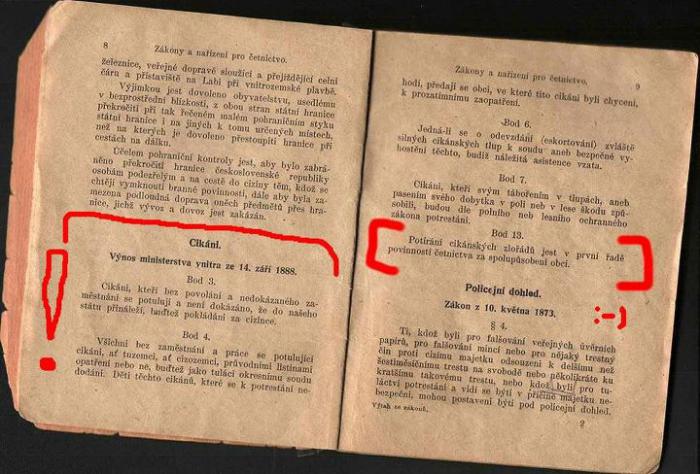 8
Zákony a nařízení pro četnictvo.
železnice, veřejné dopravě sloužící a přejíždějící celní
čáru a přístaviště na Labi při vnitrozemské plavbě.
Výjimkou jest dovoleno obyvatelstvu, usedlému
v bezprostřední blízkosti, z obou stran státní hranice
překročiti při tak řečeném malém pohraničním styku
státní hranice i na jiných k tomu určených místech,
než na kterých je dovoleno přestoupiti hranice při
cestách na dálku.
Účelem pohraniční kontroly jest, aby bylo zabrá-
něno překročiti hranice československé republiky
osobám podezřelým a na cestě do ciziny těm, kdož se
chtějí vymknouti branné povinnosti, dále aby byla za-
mezena podloudná doprava oněch předmětů přes hra-
nice, jichž vývoz a dovoz jest zakázán.
Cikáni.
Výnos ministerstva vnitra ze 14. září 1888.
Bod 3.
Cikáni, kteří bez povolání a nedokázaného za-
městnání se potulují a není dokázáno, že do našeho
státu přináleží, buďtež pokládáni za cizince.
Bod 4.
Všichni bez zaměstnání a práce se potulující
cikáni, ať tuzemci, ať cizozemci, průvodními listinami
opatření nebo ne, buďtež jako tuláci okresnímu soudu
dodáni. Děti těchto cikánů, které se k potrestání ne-
Zákony a nařízení pro četnictvo.
9
hodí, předají se obci, ve které tito cikáni byli chyceni,
k prozatímnímu zaopatření.
Bod 6.
Jedná-li se o odevzdání (eskortování) zvláště
silných cikánských tlup k soudu aneb bezpečné vy-
hostění těchto, budiž náležitá asistence vzata.
Bod 7.
Cikáni, kteří svým tábořením v tlupách, aneb
pasením svého dobytka v poli neb v lese škodu způ-
sobili, budou dle polního neb lesního ochranného
zákona potrestáni.
Bod 13.
Potírání cikánských zlořádů jest v první řadě
povinností četnictva za spolupůsobení obcí.
Policejní dohled.
Zákon z 10. května 1873.
:-)
§ 4.
Ti, kdož byli pro falšování veřejných úvěrních
papírů, pro falšování mincí nebo pro nějaký trestný
čin proti cizímu majetku odsouzeni k delšímu než
šestiměsíčnímu trestu na svobodě nebo několikráte ku
kratšímu takovému trestu, nebo kdož byli pro tu-
láctví potrestáni a vidí se býti v příčině majetku ne-
bezpeční, mohou postaveni býti pod policejní dohled.
Výtah ze zákonů.
2